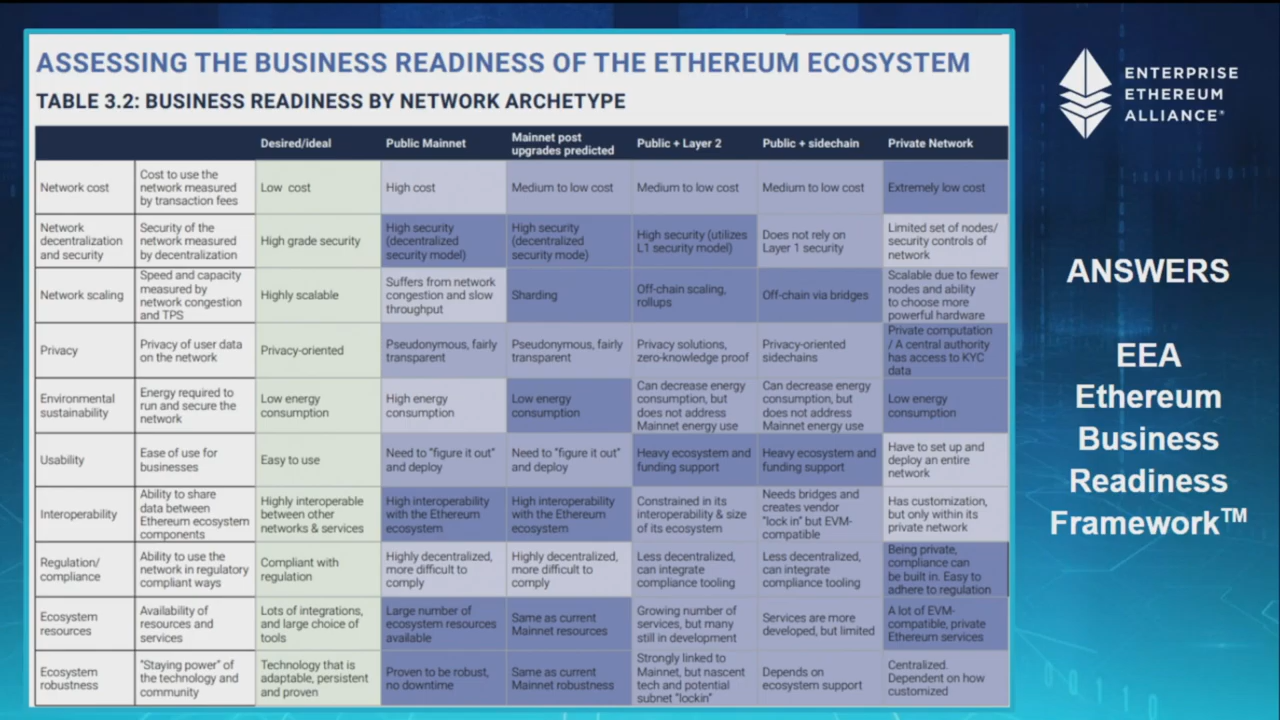 ASSESSING THE BUSINESS READINESS OF THE ETHEREUM ECOSYSTEM
TABLE 3.2: BUSINESS READINESS BY NETWORK ARCHETYPE
Desired/ideal
Public Mainnet
Mainnet post
upgrades predicted
Public + Layer 2
Public + sidechain
Private Network
Network cost
Cost to use the
network measured
by transaction fees
Low cost
High cost
Medium to low cost
Medium to low cost
Medium to low cost
Extremely low cost
Network
decentralization
and security
Security of the
network measured
by decentralization
High grade security
High security
(decentralized
security model)
High security
(decentralized
security mode)
High security (utilizes
L1 security model)
Does not rely on
Layer 1 security
Limited set of nodes/
security controls of
network
Network scaling
Speed and capacity
measured by
network congestion
and TPS
Highly scalable
Suffers from network
congestion and slow
throughput
Sharding
Off-chain scaling,
rollups
Off-chain via bridges
Scalable due to fewer
nodes and ability
to choose more
powerful hardware
Privacy
Privacy of user data
on the network
Privacy-oriented
Pseudonymous, fairly
transparent
Pseudonymous, fairly
transparent
Privacy solutions,
zero-knowledge proof
Privacy-oriented
sidechains
Private computation
/ A central authority
has access to KYC
data
Environmental
sustainability
Energy required to
run and secure the
network
Low energy
consumption
High energy
consumption
Low energy
consumption
Can decrease energy
consumption, but
does not address
Mainnet energy use
Can decrease energy
consumption, but
does not address
Mainnet energy use
Low energy
consumption
Usability
Ease of use for
businesses
Easy to use
Need to "figure it out"
and deploy
Need to "figure it out"
and deploy
Heavy ecosystem and
funding support
Heavy ecosystem and
funding support
Have to set up and
deploy an entire
network
Interoperability
Ability to share
data between
Ethereum ecosystem
components
Highly interoperable
between other
networks & services
High interoperability
with the Ethereum
ecosystem
High interoperability
with the Ethereum
ecosystem
Constrained in its
interoperability & size
of its ecosystem
Needs bridges and
creates vendor
"lock in" but EVM-
compatible
Has customization,
but only within its
private network
Regulation/
compliance
Ability to use the
network in regulatory
compliant ways
Compliant with
regulation
Highly decentralized,
more difficult to
comply
Highly decentralized,
more difficult to
comply
Less decentralized,
can integrate
compliance tooling
Less decentralized,
can integrate
compliance tooling
Being private,
compliance can
be built in. Easy to
adhere to regulation
Ecosystem
resources
Availability of
resources and
services
Lots of integrations,
and large choice of
tools
Large number of
ecosystem resources
available
Same as current
Mainnet resources
Growing number of
services, but many
still in development
Services are more
developed, but limited
A lot of EVM-
compatible, private
Ethereum services
Ecosystem
robustness
"Staying power" of
the technology and
community
Technology that is
adaptable, persistent
and proven
Proven to be robust,
no downtime
Same as current
Mainnet robustness
Strongly linked to
Mainnet, but nascent
tech and potential
subnet "lockin"
Depends on
ecosystem support
Centralized.
Dependent on how
customized
ENTERPRISE
ETHEREUM
ALLIANCE®
ANSWERS
EEA
Ethereum
Business
Readiness
Framework™